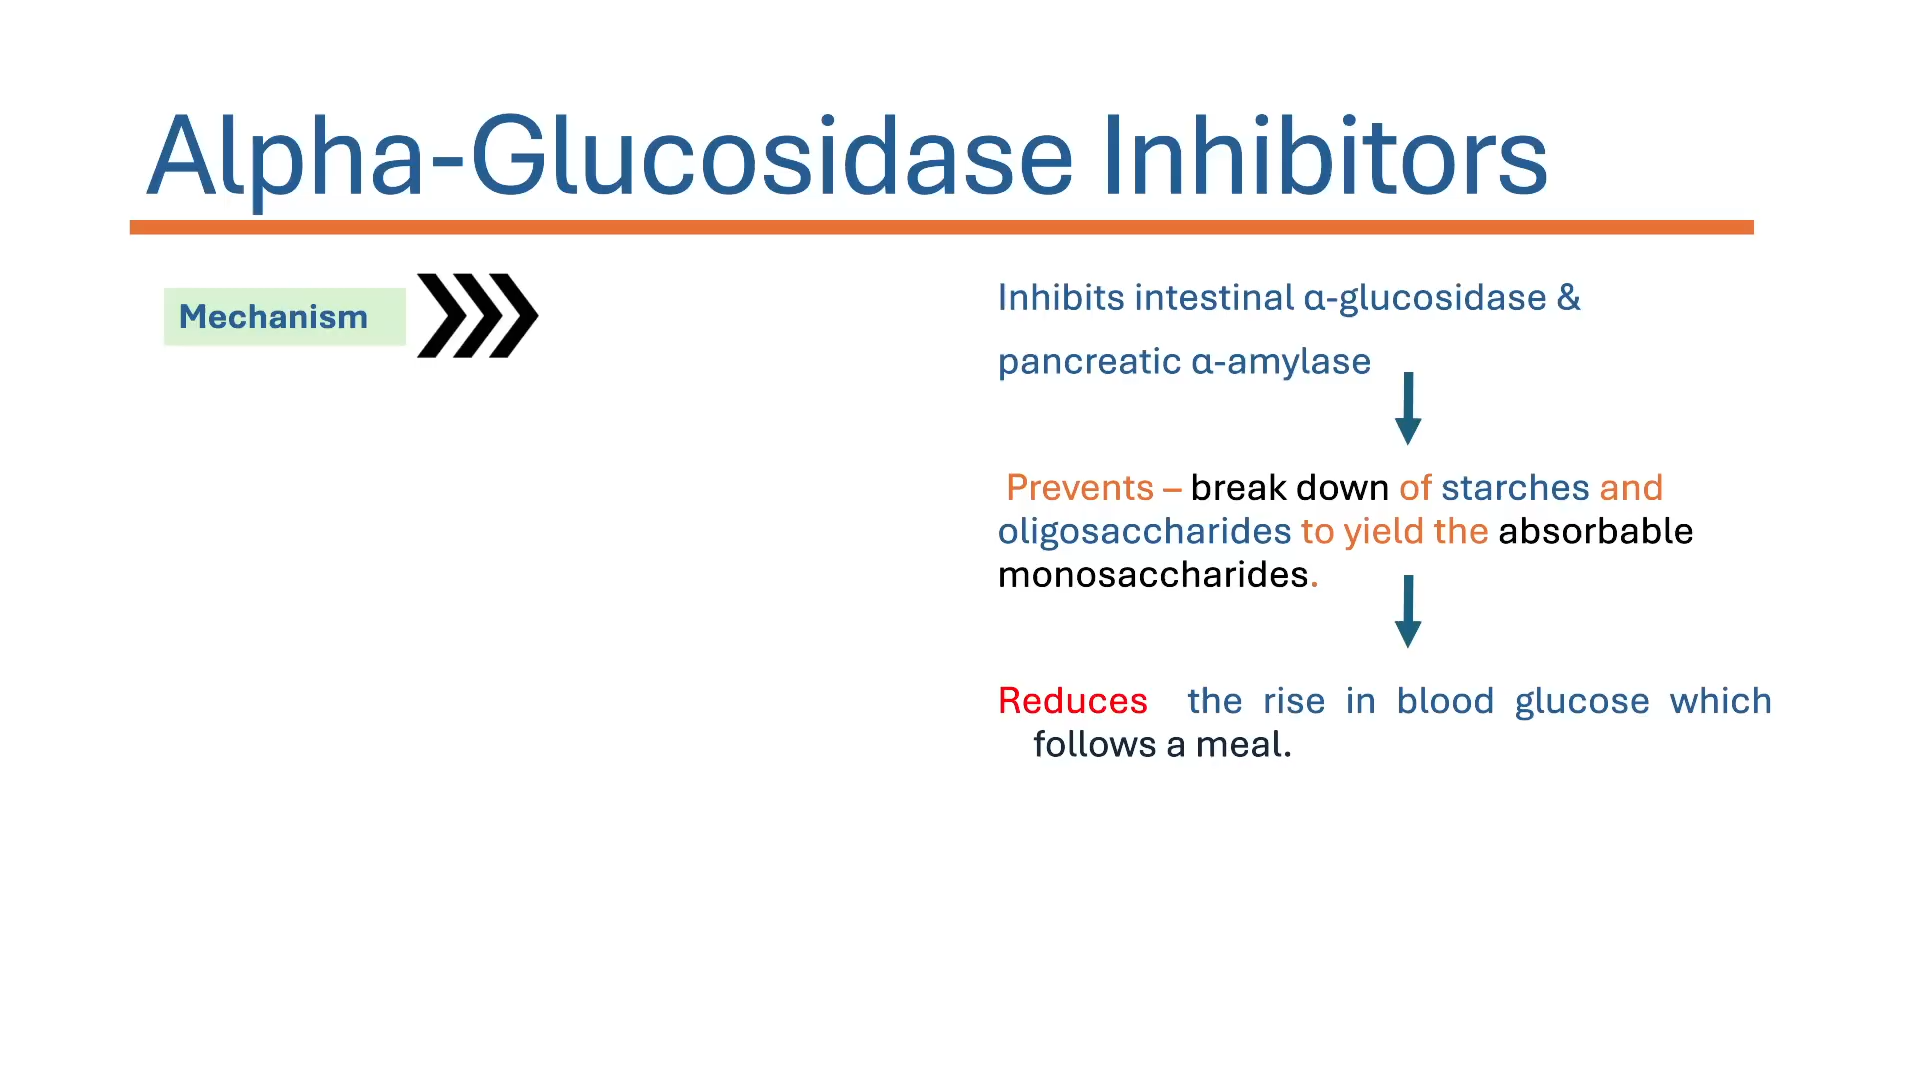 Alpha-Glucosidase Inhibitors
Mechanism
Inhibits intestinal α-glucosidase &
pancreatic α-amylase
Prevents – break down of starches and
oligosaccharides to yield the absorbable
monosaccharides.
Reduces the rise in blood glucose which
follows a meal.